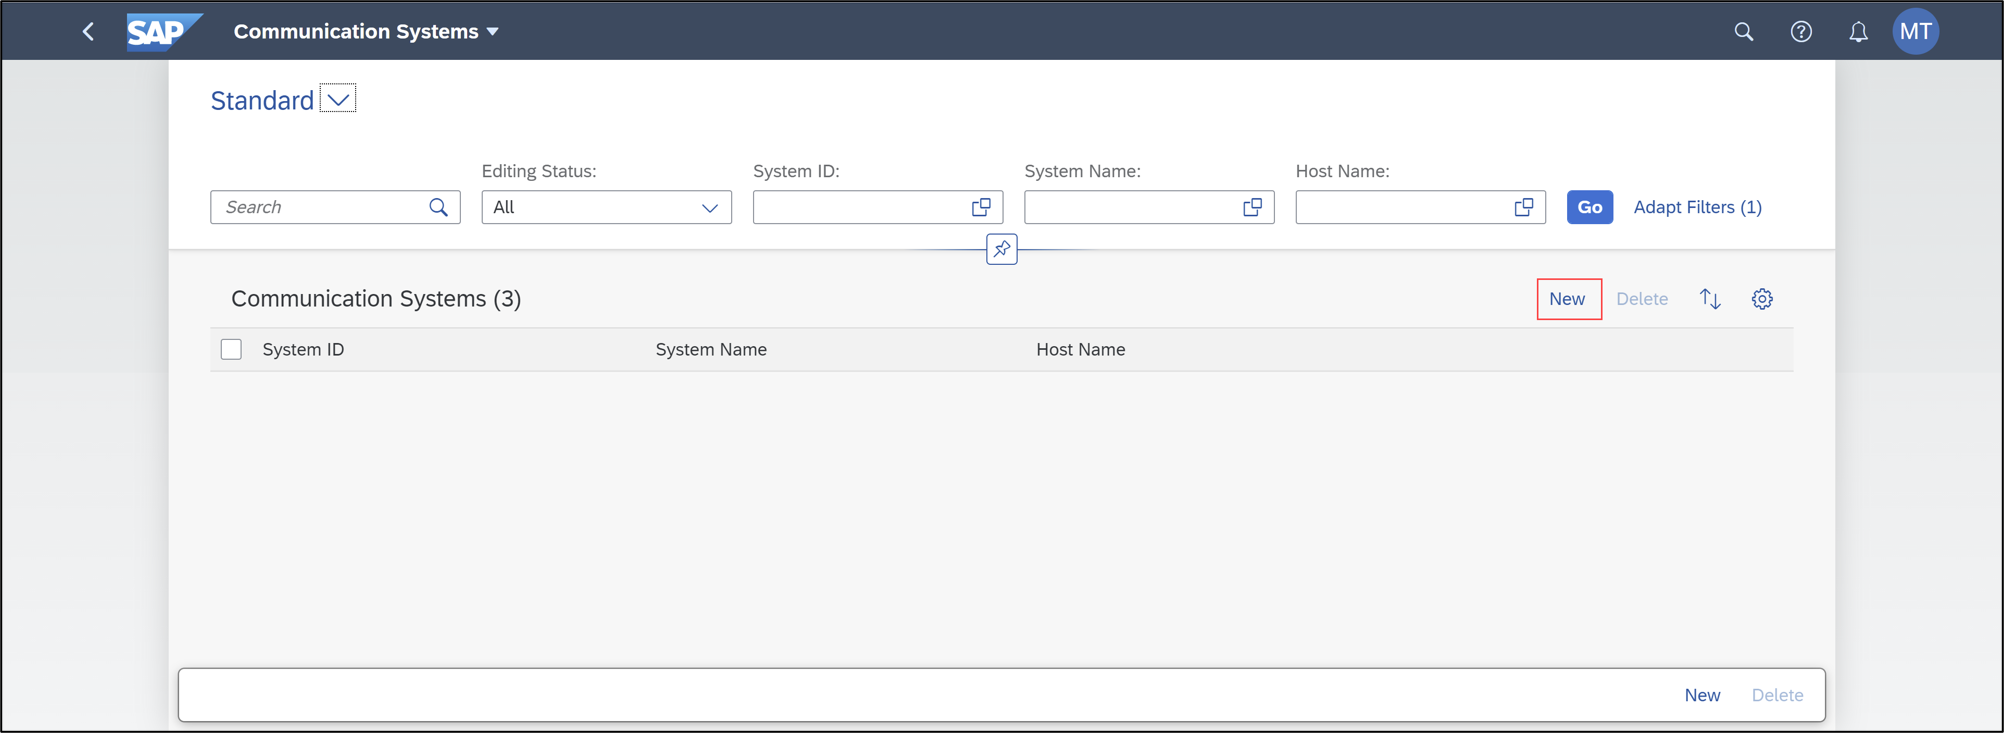 SAP Communication Systems MT
Standard
Editing Status: System ID: System Name: Host Name:
Search All Go Adapt Filters (1)
Communication Systems (3) New Delete
System ID System Name Host Name
New Delete